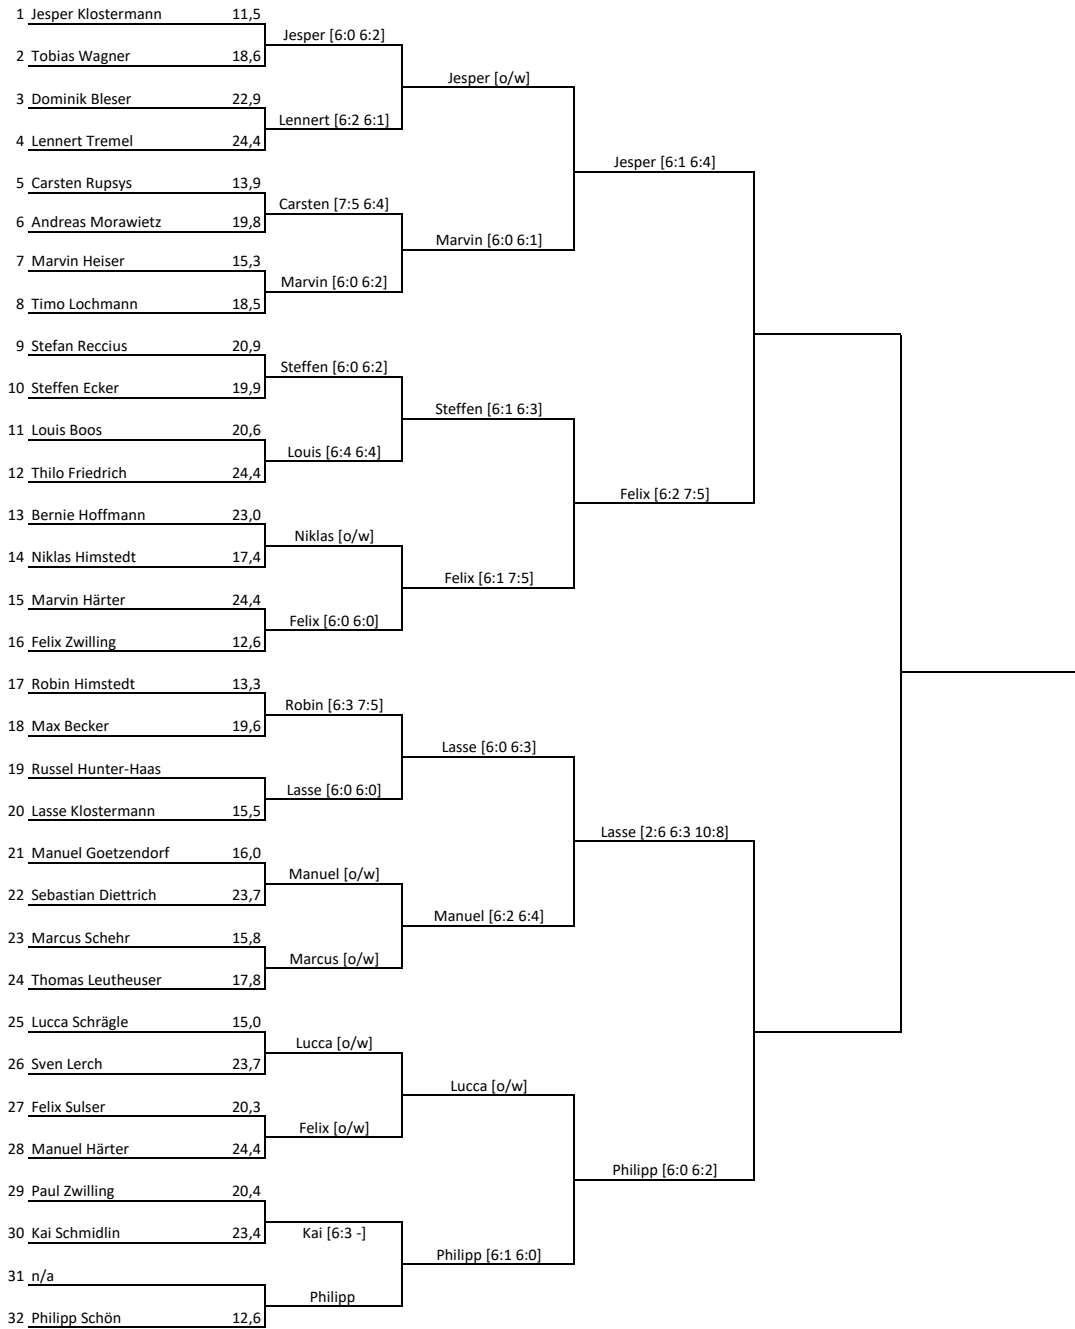 1 Jesper Klostermann 11,5
Jesper [6:0 6:2]
2 Tobias Wagner 18,6
Jesper [o/w]
3 Dominik Bleser 22,9
Lennert [6:2 6:1]
4 Lennert Tremel 24,4
Jesper [6:1 6:4]
5 Carsten Rupsys 13,9
Carsten [7:5 6:4]
6 Andreas Morawietz 19,8
Marvin [6:0 6:1]
7 Marvin Heiser 15,3
Marvin [6:0 6:2]
8 Timo Lochmann 18,5
9 Stefan Reccius 20,9
Steffen [6:0 6:2]
10 Steffen Ecker 19,9
Steffen [6:1 6:3]
11 Louis Boos 20,6
Louis [6:4 6:4]
12 Thilo Friedrich 24,4
Felix [6:2 7:5]
13 Bernie Hoffmann 23,0
Niklas [o/w]
14 Niklas Himstedt 17,4
Felix [6:1 7:5]
15 Marvin Härter 24,4
Felix [6:0 6:0]
16 Felix Zwilling 12,6
17 Robin Himstedt 13,3
Robin [6:3 7:5]
18 Max Becker 19,6
Lasse [6:0 6:3]
19 Russel Hunter-Haas
Lasse [6:0 6:0]
20 Lasse Klostermann 15,5
Lasse [2:6 6:3 10:8]
21 Manuel Goetzendorf 16,0
Manuel [o/w]
22 Sebastian Diettrich 23,7
Manuel [6:2 6:4]
23 Marcus Schehr 15,8
Marcus [o/w]
24 Thomas Leutheuser 17,8
25 Lucca Schrägle 15,0
Lucca [o/w]
26 Sven Lerch 23,7
Lucca [o/w]
27 Felix Sulser 20,3
Felix [o/w]
28 Manuel Härter 24,4
Philipp [6:0 6:2]
29 Paul Zwilling 20,4
30 Kai Schmidlin 23,4
Kai [6:3 -]
Philipp [6:1 6:0]
31 n/a
Philipp
32 Philipp Schön 12,6